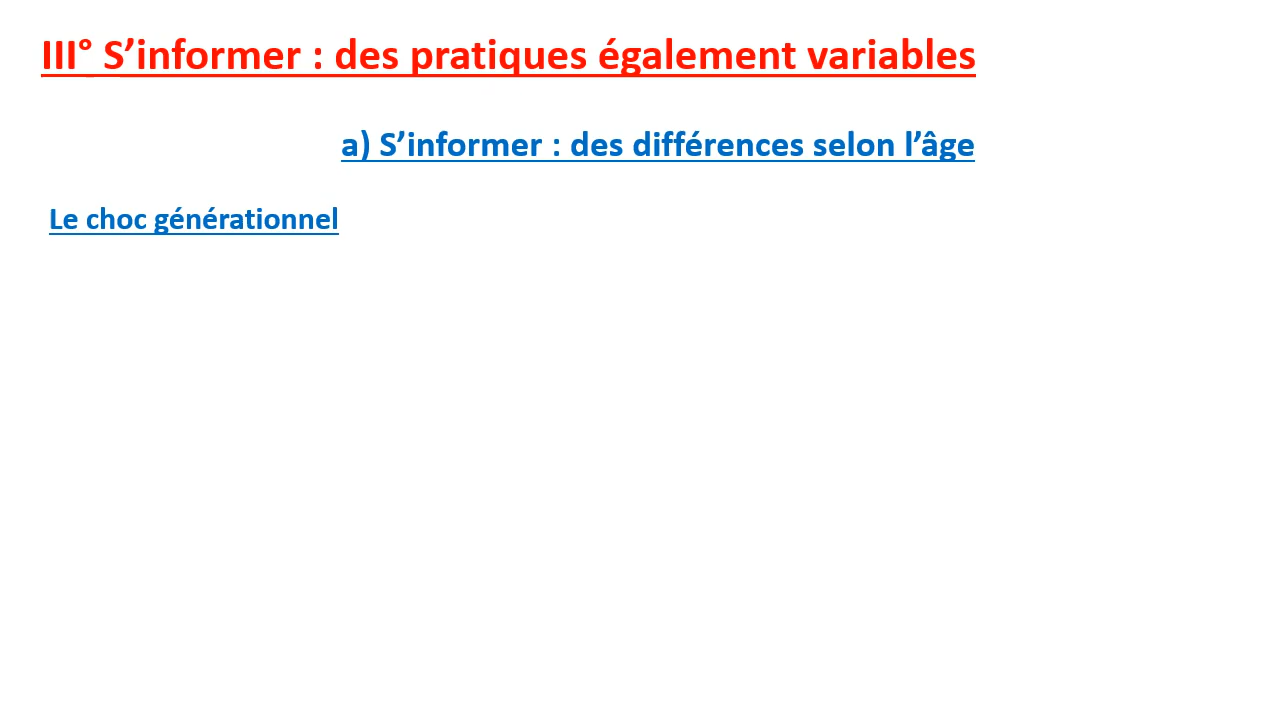 III° S’informer : des pratiques également variables
a) S’informer : des différences selon l’âge
Le choc générationnel